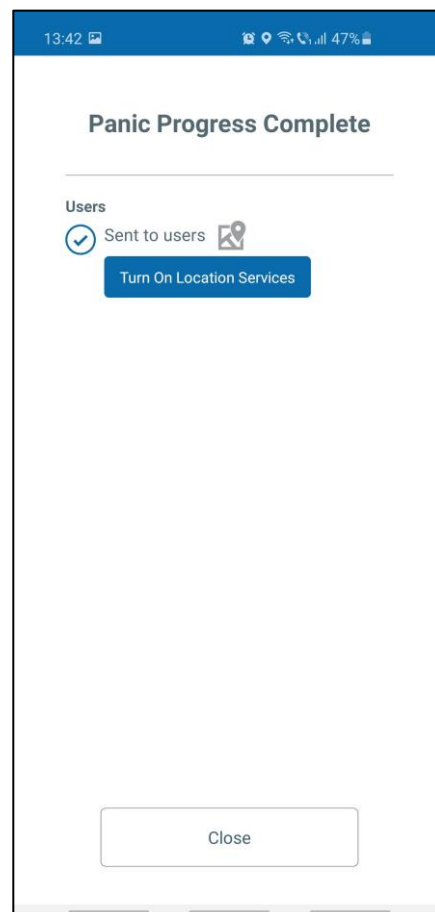 13:42
47%
Panic Progress Complete
Users
Sent to users
Turn On Location Services
Close